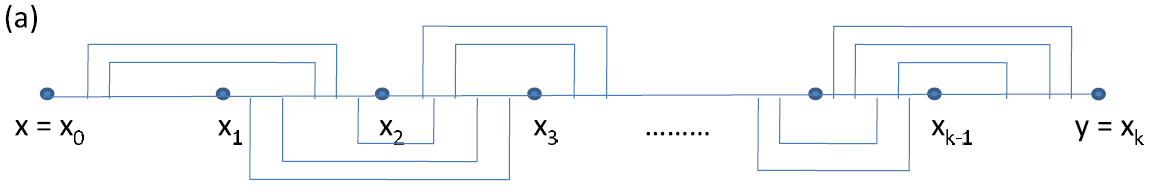 (a)
x = x₀ x₁ x₂ x₃ ......... xₖ₋₁ y = xₖ